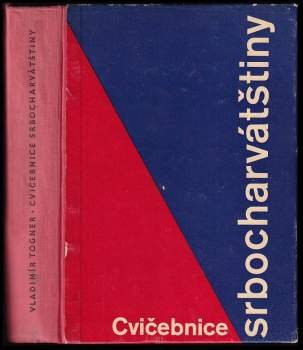 VLADIMÍR TOGNER · CVIČEBNICE SRBOCHARVÁTŠTINY
Cvičebnice
srbocharvátštiny